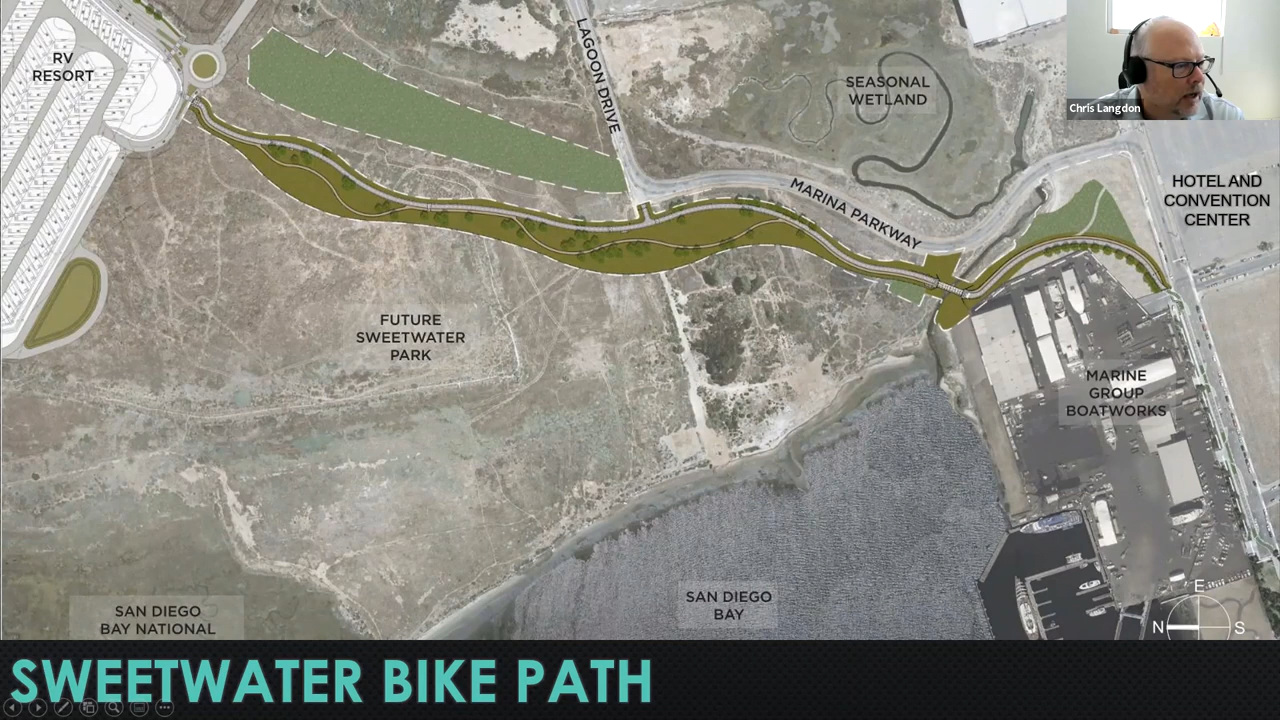 RV
RESORT
LAGOON DRIVE
SEASONAL
WETLAND
Chris Langdon
MARINA PARKWAY
HOTEL AND
CONVENTION
CENTER
FUTURE
SWEETWATER
PARK
MARINE
GROUP
BOATWORKS
SAN DIEGO
BAY NATIONAL
SAN DIEGO
BAY
E
N
S
SWEETWATER BIKE PATH